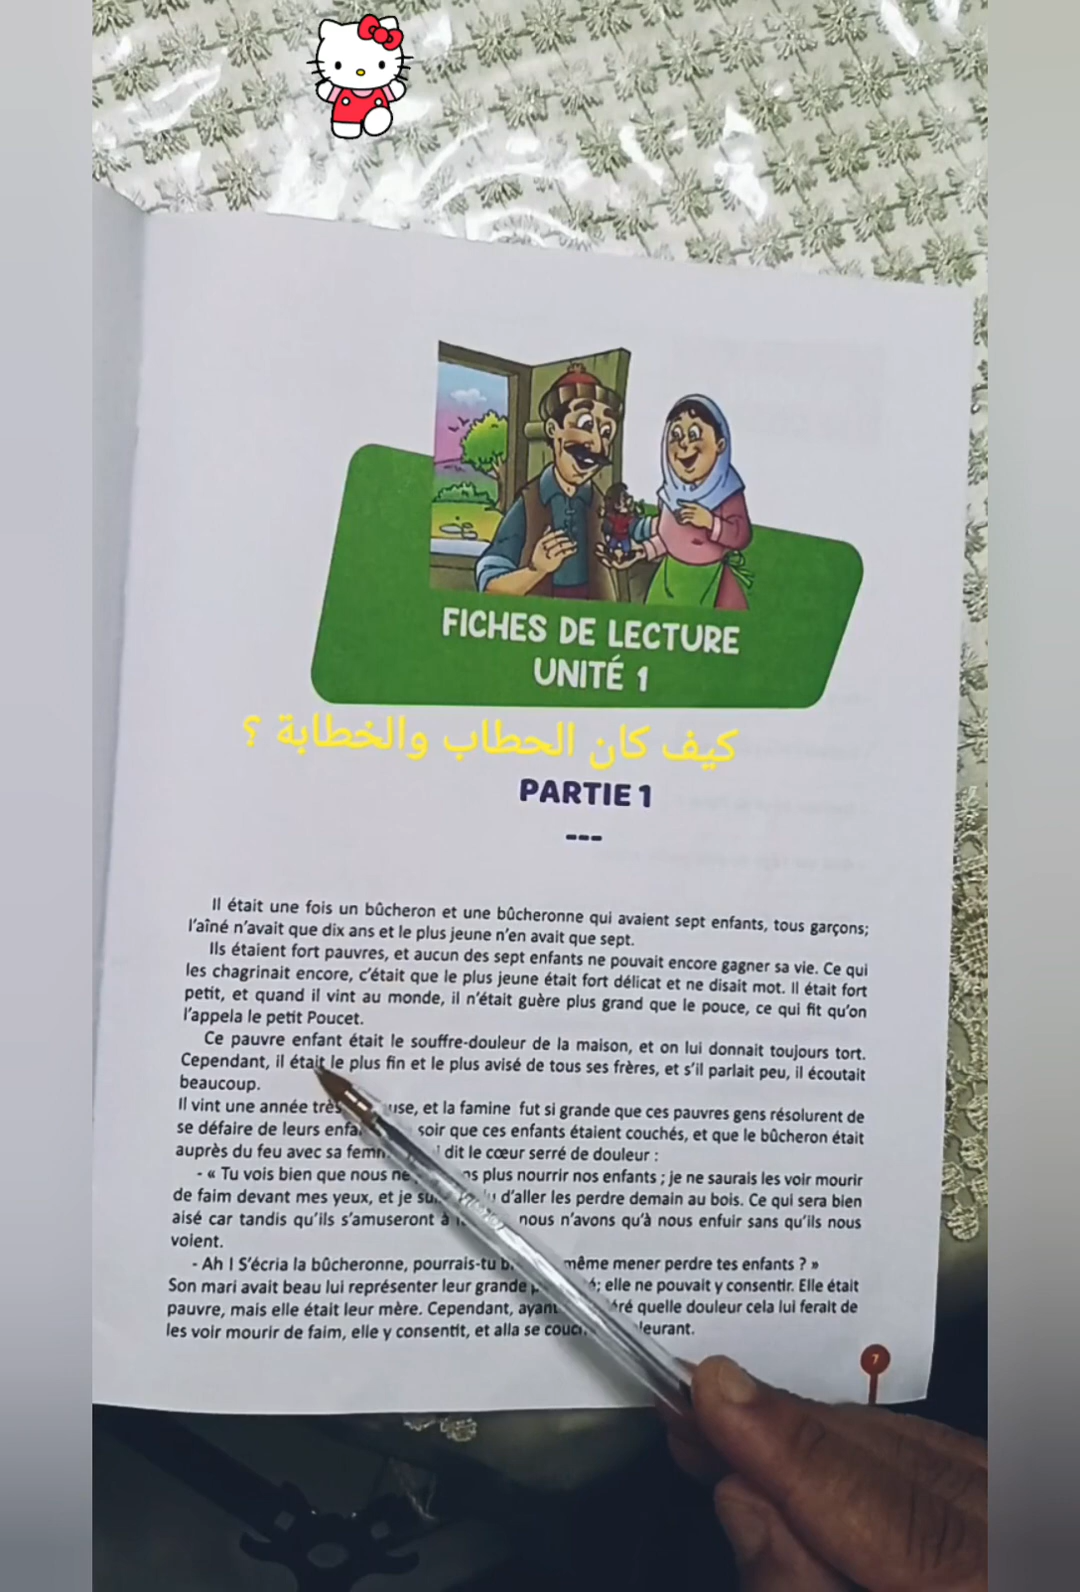 FICHES DE LECTURE
UNITÉ 1
كيف كان الحطاب والخطابة ؟
PARTIE 1
---
Il était une fois un bûcheron et une bûcheronne qui avaient sept enfants, tous garçons;
l'aîné n'avait que dix ans et le plus jeune n'en avait que sept.
Ils étaient fort pauvres, et aucun des sept enfants ne pouvait encore gagner sa vie. Ce qui
les chagrinait encore, c'était que le plus jeune était fort délicat et ne disait mot. Il était fort
petit, et quand il vint au monde, il n'était guère plus grand que le pouce, ce qui fit qu'on
l'appela le petit Poucet.
Ce pauvre enfant était le souffre-douleur de la maison, et on lui donnait toujours tort.
Cependant, il était le plus fin et le plus avisé de tous ses frères, et s'il parlait peu, il écoutait
beaucoup.
Il vint une année très use, et la famine fut si grande que ces pauvres gens résolurent de
se défaire de leurs soir que ces enfants étaient couchés, et que le bûcheron était
auprès du feu avec sa dit le cœur serré de douleur :
- « Tu vois bien que nous plus nourrir nos enfants ; je ne saurais les voir mourir
de faim devant mes yeux, et je d'aller les perdre demain au bois. Ce qui sera bien
aisé car tandis qu'ils s'amuseront à nous n'avons qu'à nous enfuir sans qu'ils nous
voient.
- Ah ! S'écria la bûcheronne, pourrais-tu même mener perdre tes enfants ? »
Son mari avait beau lui représenter leur grande ; elle ne pouvait y consentir. Elle était
pauvre, mais elle était leur mère. Cependant, ayant quelle douleur cela lui ferait de
les voir mourir de faim, elle y consentit, et alla se
7